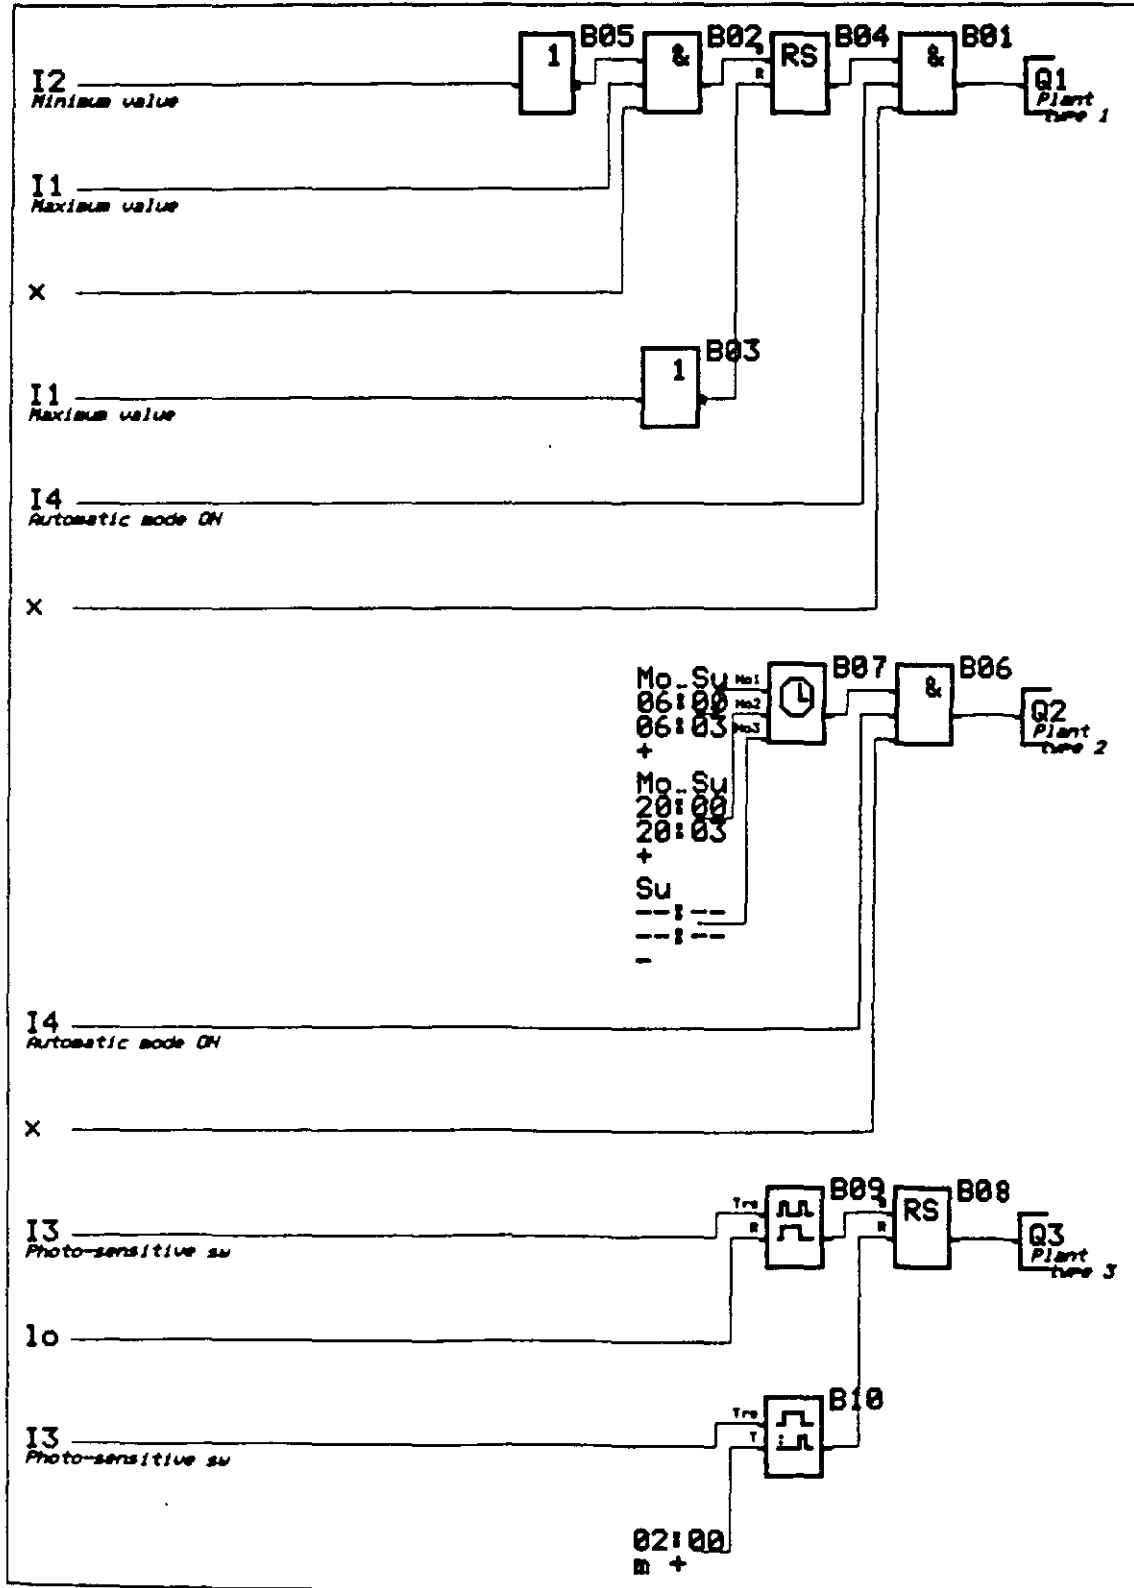 B05
B02
B04
B01
1
&
S
RS
&
I2
Minimum value
R
Q1
Plant
type 1
I1
Maximum value
x
B03
1
I1
Maximum value
I4
Automatic mode ON
x
B07
B06
Mo..Su
No1
&
06:00
No2
Q2
06:03
No3
Plant
type 2
+
Mo..Su
20:00
20:03
+
Su
--:--
--:--
-
I4
Automatic mode ON
x
B09
B08
Trg
S
RS
I3
Photo-sensitive sw
R
R
Q3
Plant
type 3
lo
B10
Trg
I3
Photo-sensitive sw
T
02:00
m +